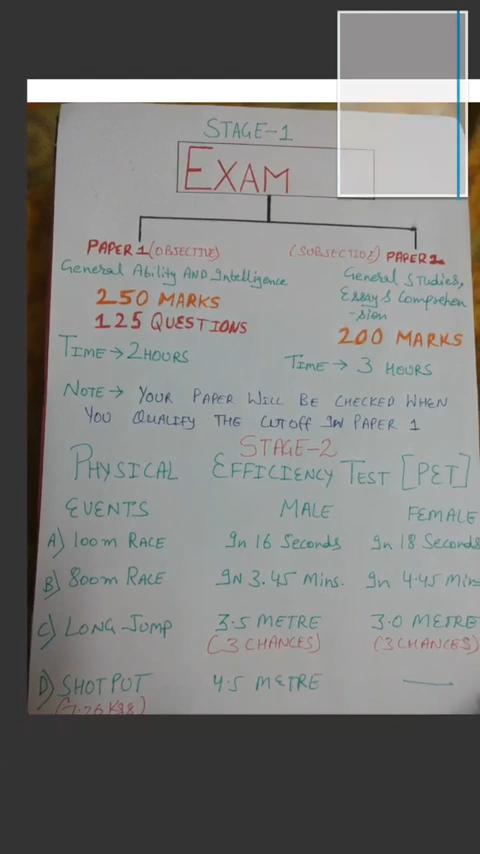 STAGE-1
EXAM
PAPER 1 (OBJECTIVE)
General Ability AND Intelligence
250 MARKS
125 QUESTIONS
TIME → 2 HOURS
(SUBJECTIVE) PAPER 2
General Studies,
Essay & Comprehen
-sion
200 MARKS
TIME → 3 HOURS
NOTE → YOUR PAPER WILL BE CHECKED WHEN
YOU QUALIFY THE CUTOFF IN PAPER 1
STAGE-2
PHYSICAL EFFICIENCY TEST [PET]
EVENTS MALE FEMALE
A) 100m RACE In 16 Seconds In 18 Seconds
B) 800m RACE IN 3.45 Mins. In 4.45 Mins
C) LONG JUMP 3.5 METRE 3.0 METRE
(3 CHANCES) (3 CHANCES)
D) SHOT PUT 4.5 METRE —
(7.26 Kgs)